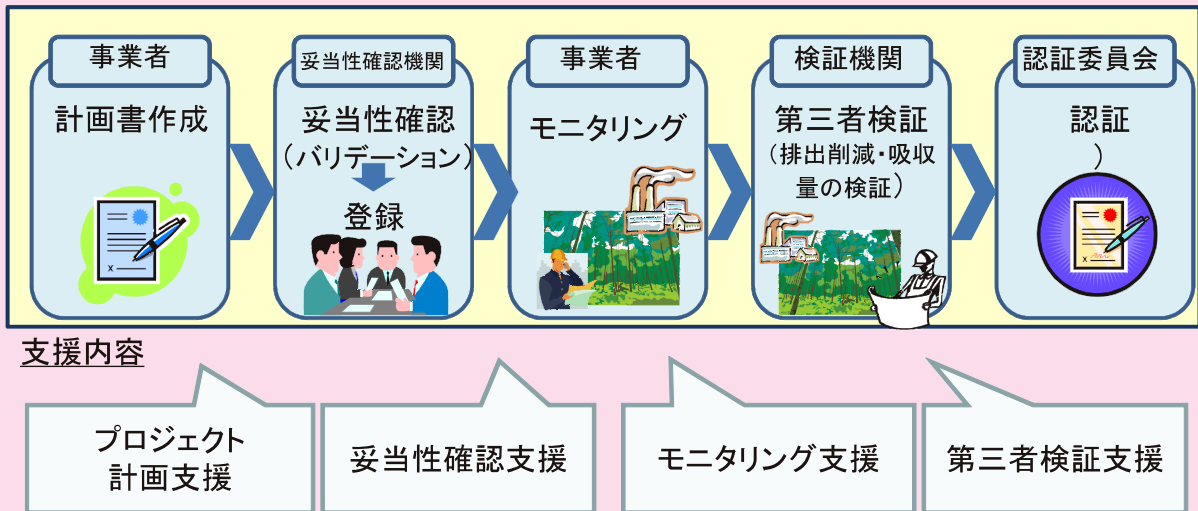 事業者
計画書作成
妥当性確認機関
妥当性確認
(バリデーション)
登録
事業者
モニタリング
検証機関
第三者検証
(排出削減・吸収
量の検証)
認証委員会
認証
)
支援内容
プロジェクト
計画支援
妥当性確認支援
モニタリング支援
第三者検証支援